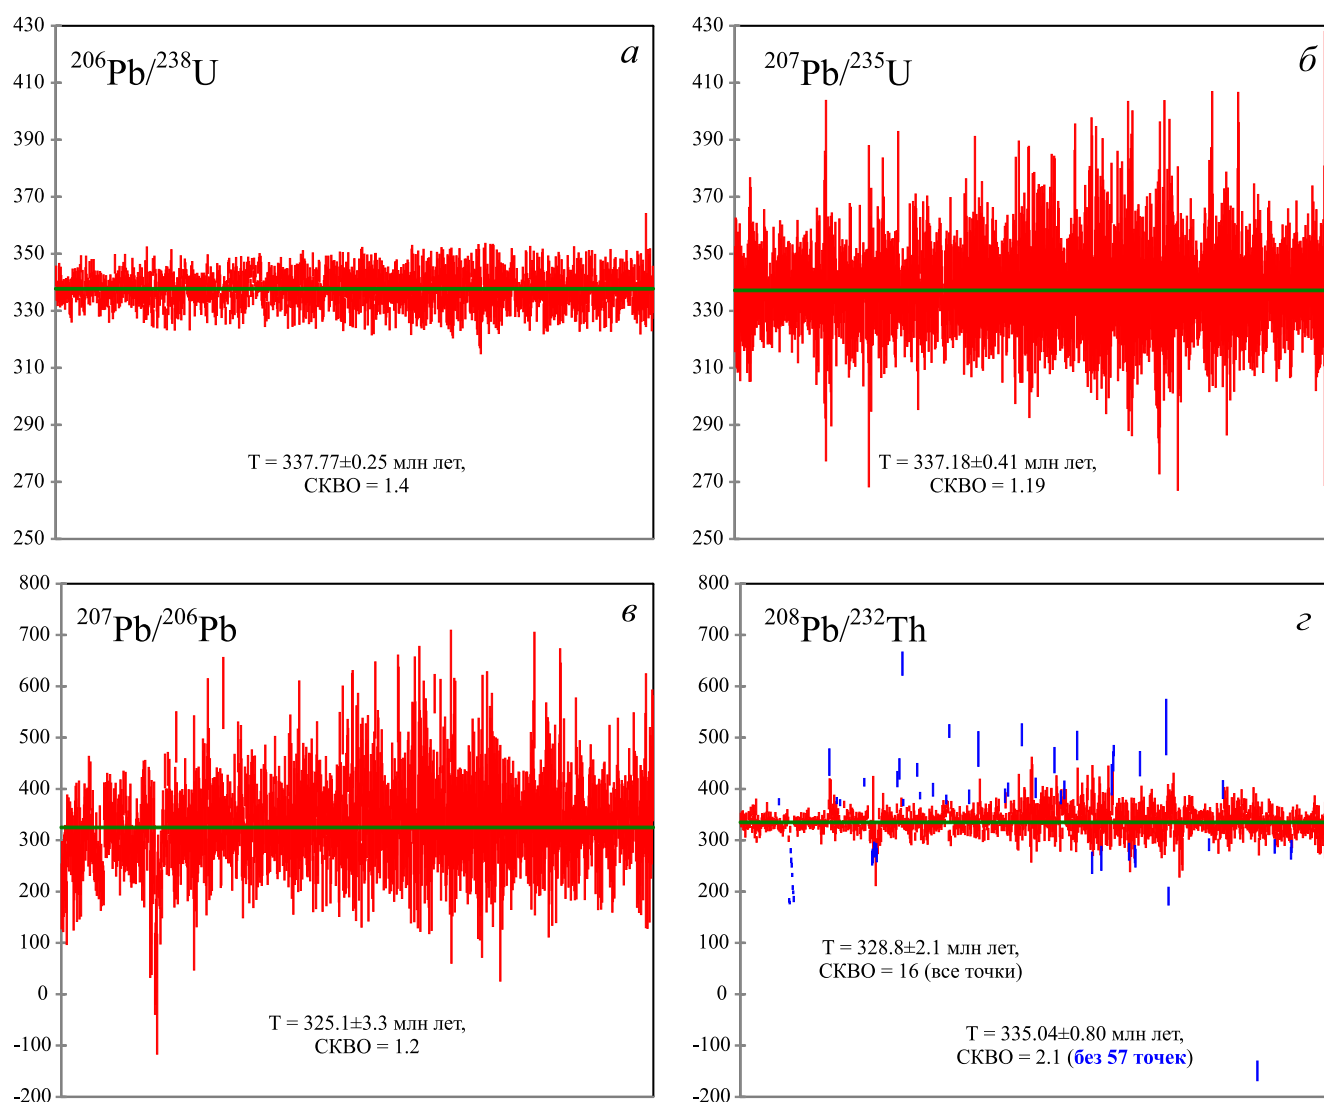 430
410
390
370
350
330
310
290
270
250
²⁰⁶Pb/²³⁸U
а
T = 337.77±0.25 млн лет,
СКВО = 1.4
430
410
390
370
350
330
310
290
270
250
²⁰⁷Pb/²³⁵U
б
T = 337.18±0.41 млн лет,
СКВО = 1.19
800
700
600
500
400
300
200
100
0
-100
-200
²⁰⁷Pb/²⁰⁶Pb
в
T = 325.1±3.3 млн лет,
СКВО = 1.2
800
700
600
500
400
300
200
100
0
-100
-200
²⁰⁸Pb/²³²Th
г
T = 328.8±2.1 млн лет,
СКВО = 16 (все точки)
T = 335.04±0.80 млн лет,
СКВО = 2.1 (без 57 точек)